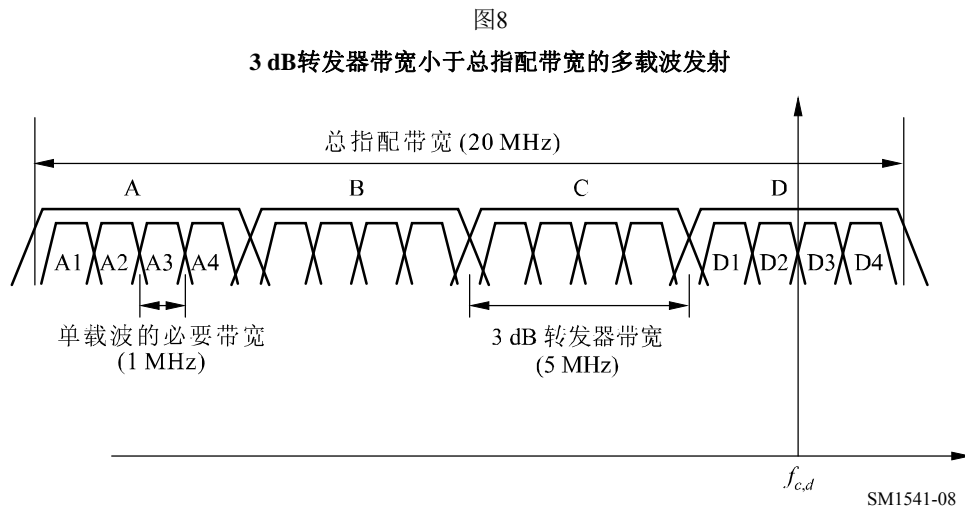 图8
3 dB转发器带宽小于总指配带宽的多载波发射
总指配带宽 (20 MHz)
A B C D
A1 A2 A3 A4 D1 D2 D3 D4
单载波的必要带宽
(1 MHz)
3 dB 转发器带宽
(5 MHz)
fc,d
SM1541-08